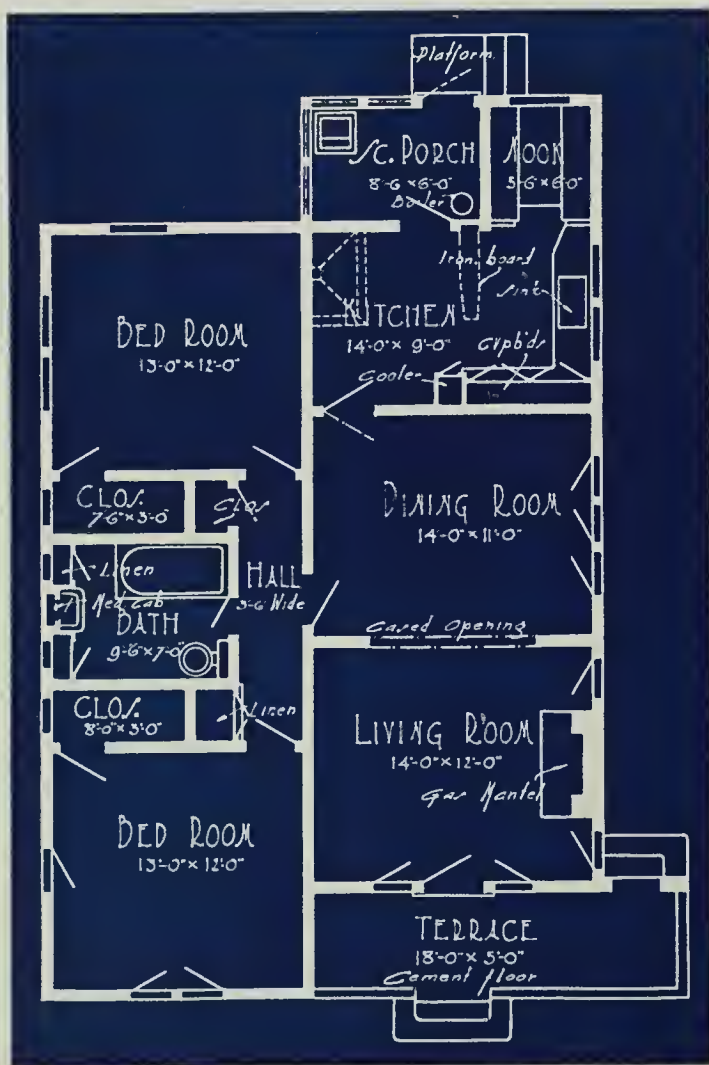 Platform
S.C. PORCH
8'-6" x 6'-0"
Boiler
NOOK
5'-6" x 6'-0"
Iron. board
Sink
KITCHEN
14'-0" x 9'-0"
Cupb'ds
Cooler
BED ROOM
13'-0" x 12'-0"
CLOS.
7'-6" x 3'-0"
CLOS
DINING ROOM
14'-0" x 11'-0"
Linen
HALL
3'-6" Wide
Med Cab
BATH
9'-6" x 7'-0"
Cased Opening
CLOS.
8'-0" x 3'-0"
Linen
LIVING ROOM
14'-0" x 12'-0"
Gas Mantel
BED ROOM
13'-0" x 12'-0"
TERRACE
18'-0" x 5'-0"
Cement floor